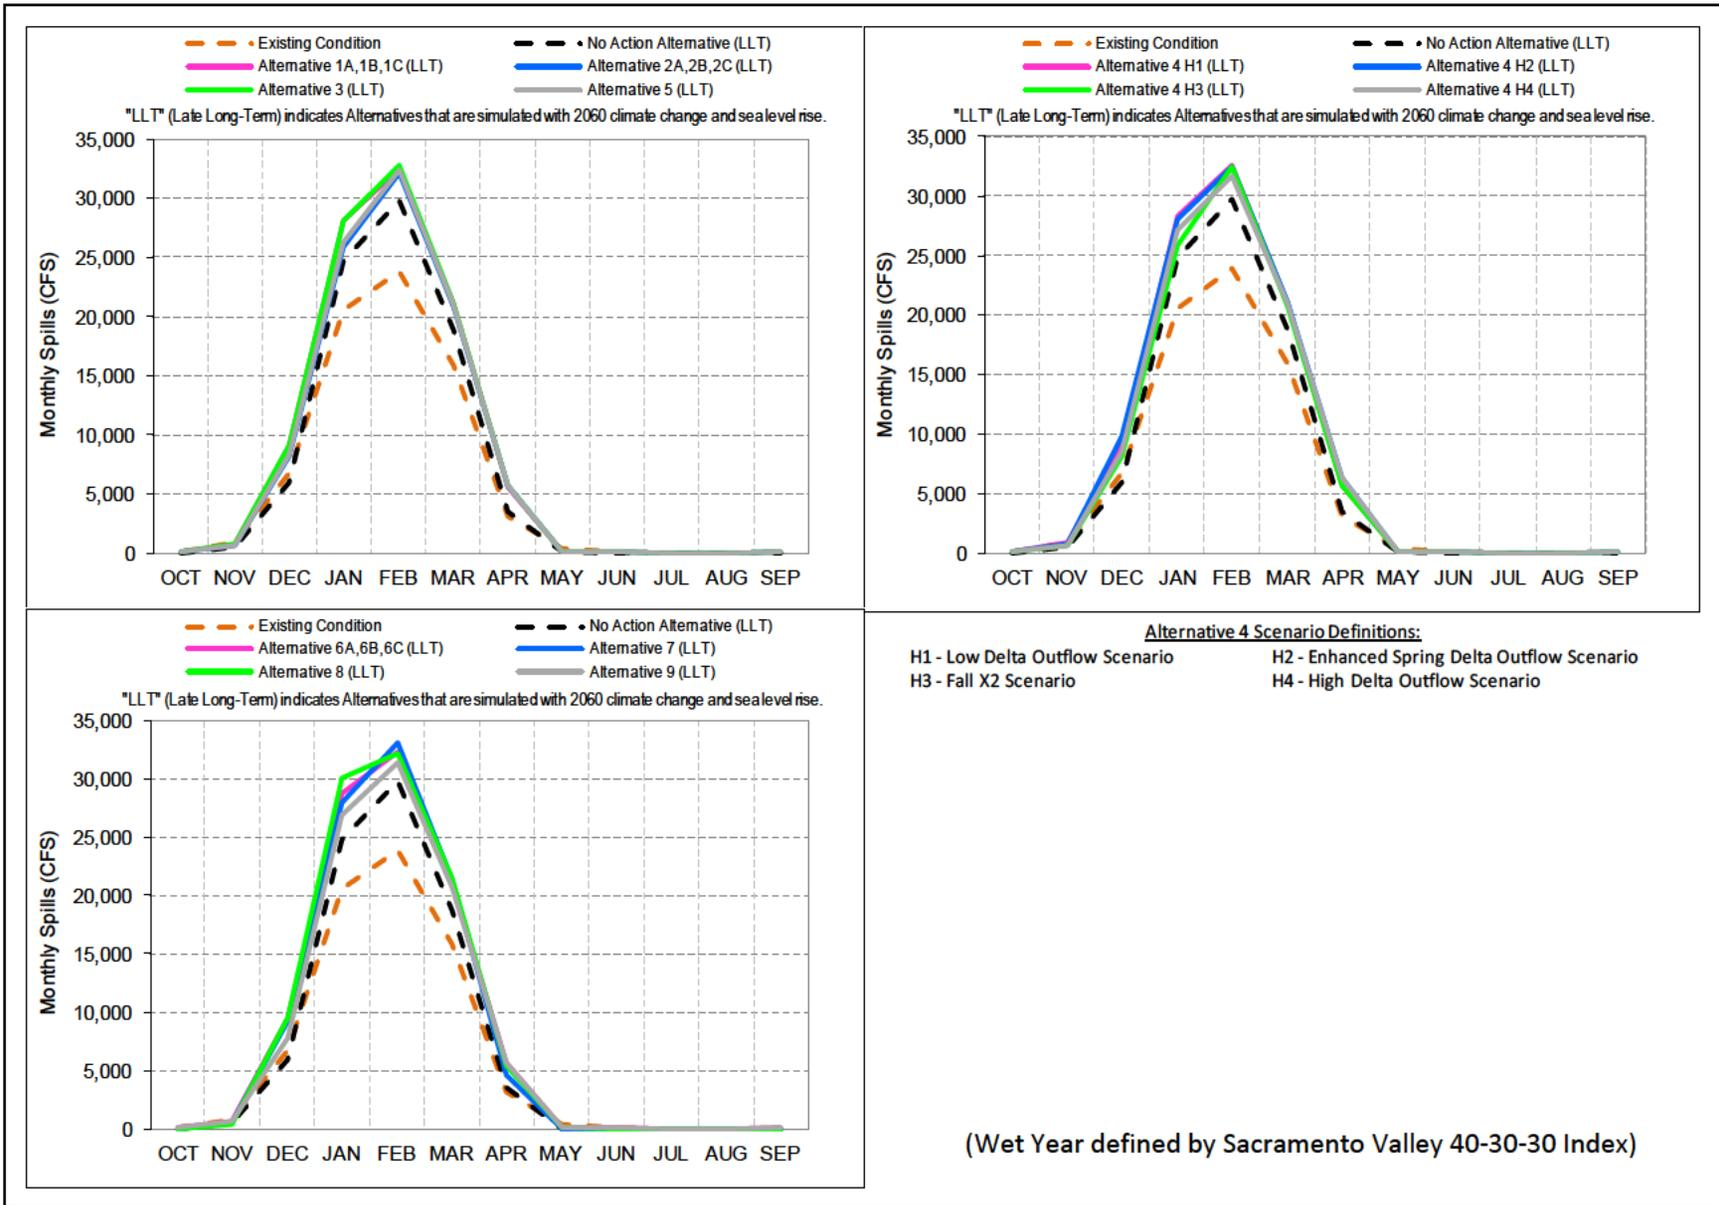 Existing Condition
No Action Alternative (LLT)
Alternative 1A,1B,1C (LLT)
Alternative 2A,2B,2C (LLT)
Alternative 3 (LLT)
Alternative 5 (LLT)
"LLT" (Late Long-Term) indicates Alternatives that are simulated with 2060 climate change and sea level rise.
Monthly Spills (CFS)
35,000
30,000
25,000
20,000
15,000
10,000
5,000
0
OCT NOV DEC JAN FEB MAR APR MAY JUN JUL AUG SEP
Existing Condition
No Action Alternative (LLT)
Alternative 4 H1 (LLT)
Alternative 4 H2 (LLT)
Alternative 4 H3 (LLT)
Alternative 4 H4 (LLT)
"LLT" (Late Long-Term) indicates Alternatives that are simulated with 2060 climate change and sea level rise.
Monthly Spills (CFS)
35,000
30,000
25,000
20,000
15,000
10,000
5,000
0
OCT NOV DEC JAN FEB MAR APR MAY JUN JUL AUG SEP
Existing Condition
No Action Alternative (LLT)
Alternative 6A,6B,6C (LLT)
Alternative 7 (LLT)
Alternative 8 (LLT)
Alternative 9 (LLT)
"LLT" (Late Long-Term) indicates Alternatives that are simulated with 2060 climate change and sea level rise.
Monthly Spills (CFS)
35,000
30,000
25,000
20,000
15,000
10,000
5,000
0
OCT NOV DEC JAN FEB MAR APR MAY JUN JUL AUG SEP
Alternative 4 Scenario Definitions:
H1 - Low Delta Outflow Scenario
H2 - Enhanced Spring Delta Outflow Scenario
H3 - Fall X2 Scenario
H4 - High Delta Outflow Scenario
(Wet Year defined by Sacramento Valley 40-30-30 Index)